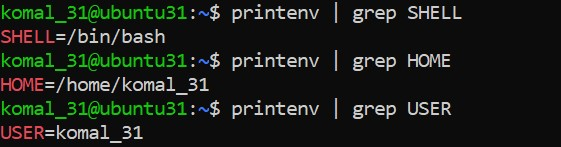 komal_31@ubuntu31:~$ printenv | grep SHELL
SHELL=/bin/bash
komal_31@ubuntu31:~$ printenv | grep HOME
HOME=/home/komal_31
komal_31@ubuntu31:~$ printenv | grep USER
USER=komal_31